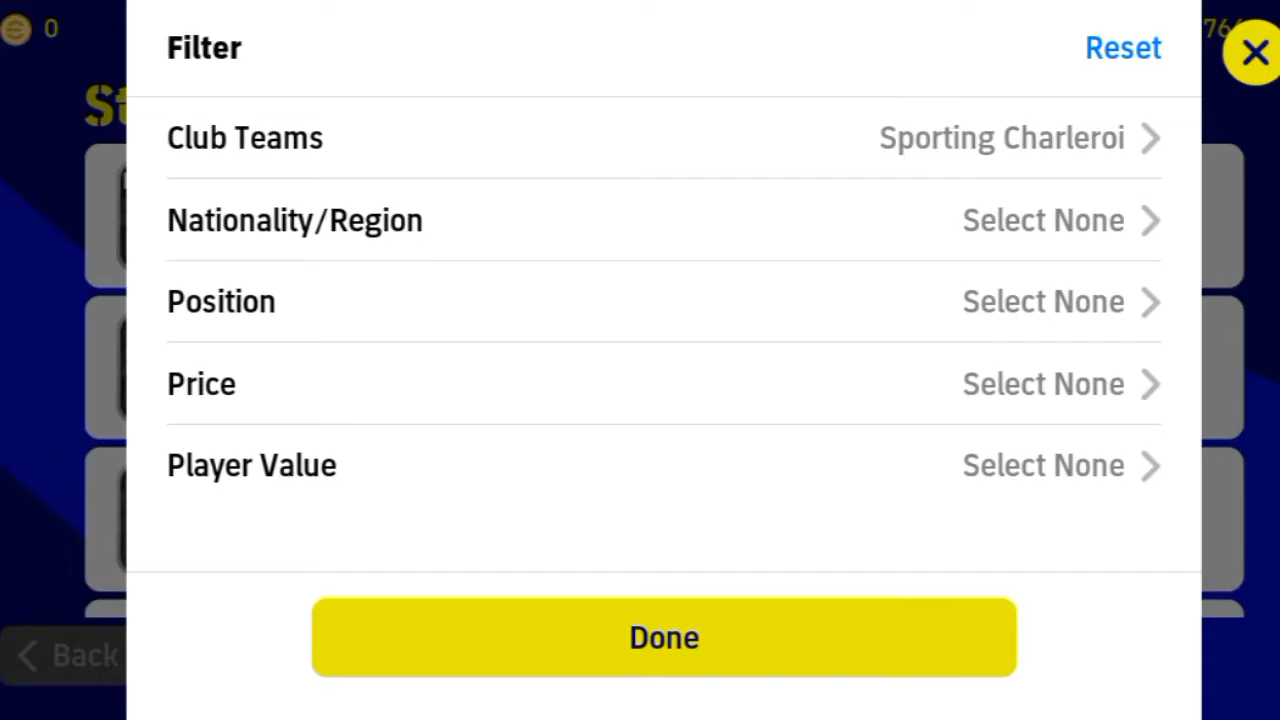 0
Filter
Reset
Club Teams
Sporting Charleroi
Nationality/Region
Select None
Position
Select None
Price
Select None
Player Value
Select None
Done
Back